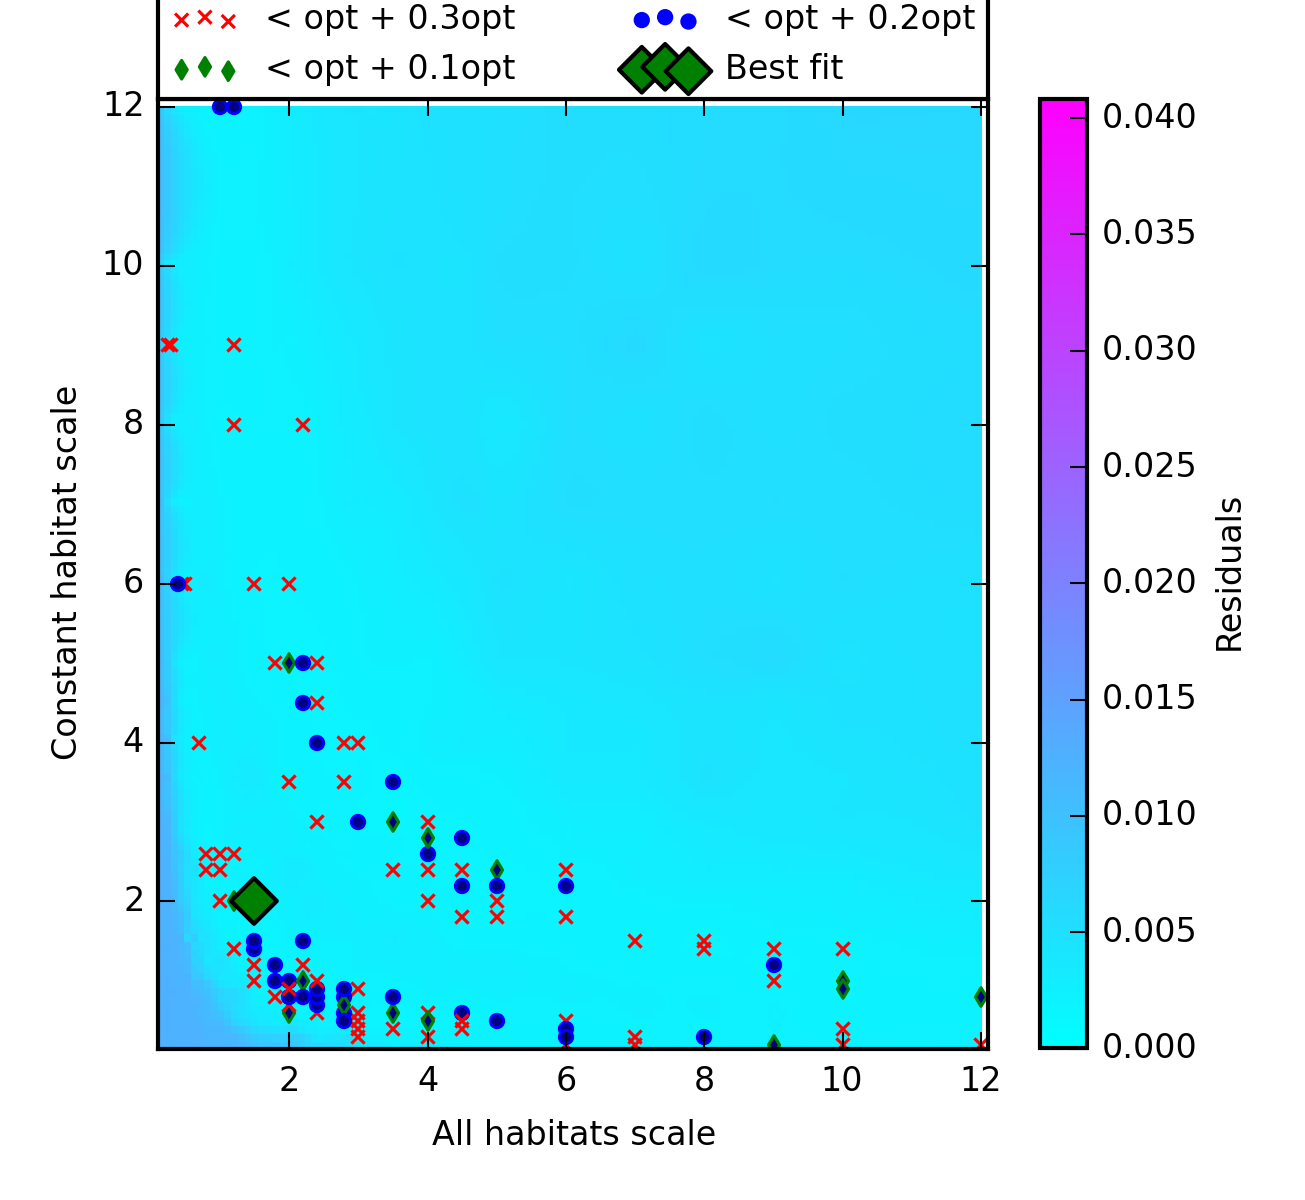 < opt + 0.3opt
< opt + 0.2opt
< opt + 0.1opt
Best fit
12
10
8
6
4
2
Constant habitat scale
2 4 6 8 10 12
All habitats scale
0.040
0.035
0.030
0.025
0.020
0.015
0.010
0.005
0.000
Residuals